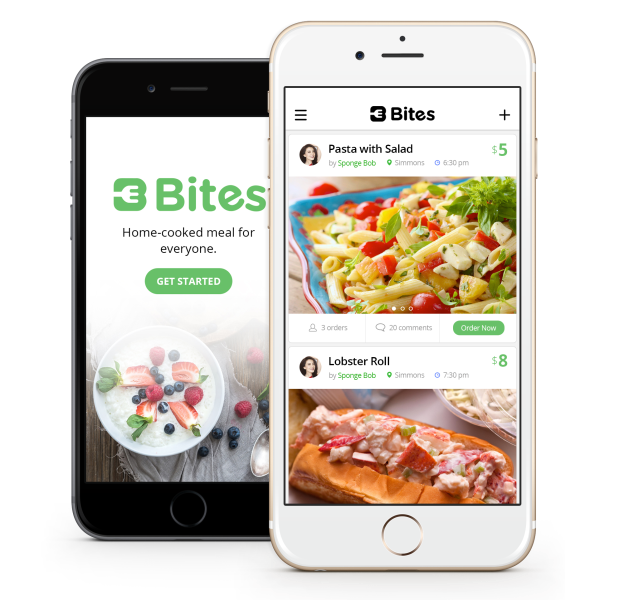 Bites
Home-cooked meal for
everyone.
GET STARTED
Bites
Pasta with Salad
$5
by Sponge Bob Simmons 6:30 pm
3 orders 20 comments Order Now
Lobster Roll
$8
by Sponge Bob Simmons 7:30 pm